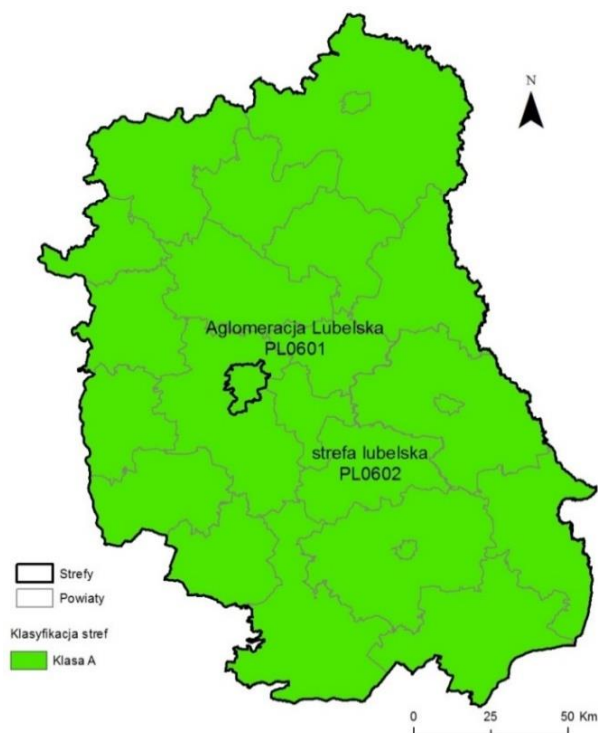 N
Aglomeracja Lubelska
PL0601
strefa lubelska
PL0602
Strefy
Powiaty
Klasyfikacja stref
Klasa A
0 25 50 Km